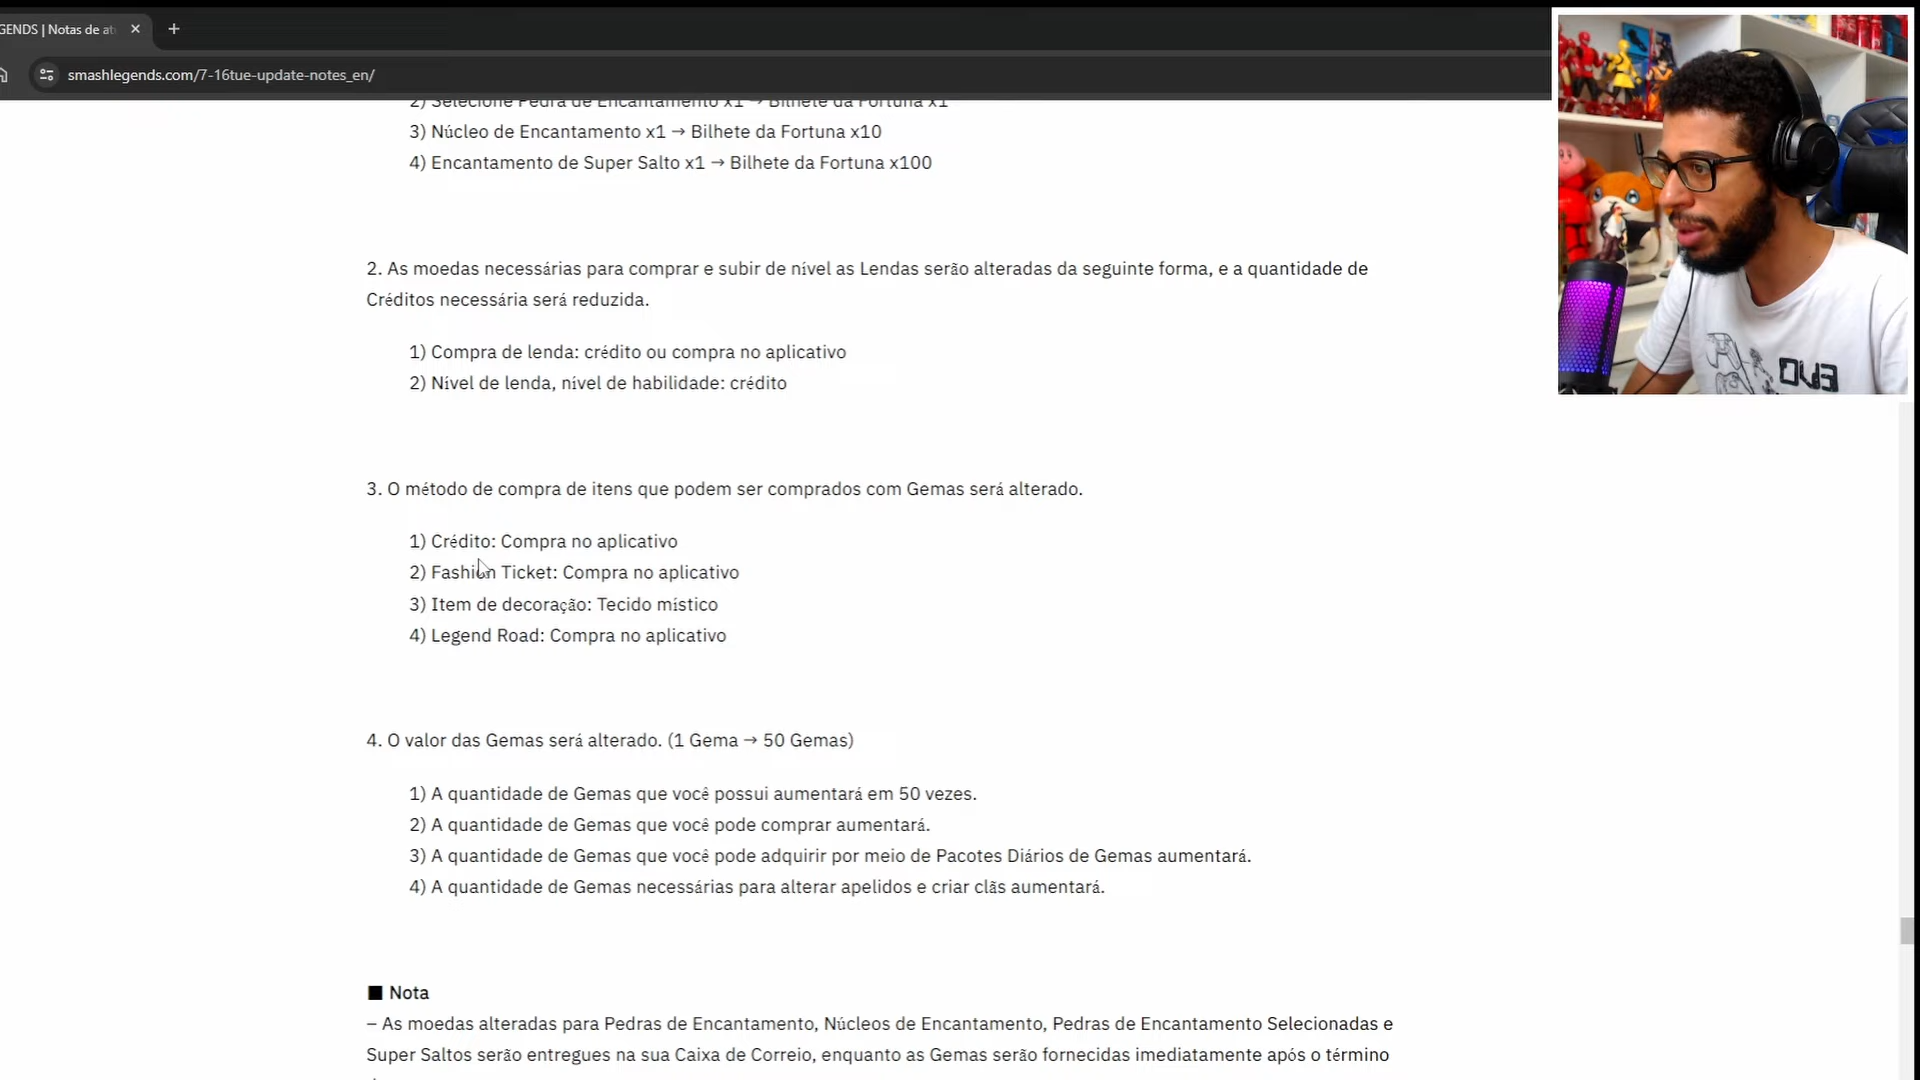 GENDS | Notas de at
smashlegends.com/7-16tue-update-notes_en/
2) Selecione Pedra de Encantamento x1 → Bilhete da Fortuna x1
3) Núcleo de Encantamento x1 → Bilhete da Fortuna x10
4) Encantamento de Super Salto x1 → Bilhete da Fortuna x100
2. As moedas necessárias para comprar e subir de nível as Lendas serão alteradas da seguinte forma, e a quantidade de
Créditos necessária será reduzida.
1) Compra de lenda: crédito ou compra no aplicativo
2) Nível de lenda, nível de habilidade: crédito
3. O método de compra de itens que podem ser comprados com Gemas será alterado.
1) Crédito: Compra no aplicativo
2) Fashion Ticket: Compra no aplicativo
3) Item de decoração: Tecido místico
4) Legend Road: Compra no aplicativo
4. O valor das Gemas será alterado. (1 Gema → 50 Gemas)
1) A quantidade de Gemas que você possui aumentará em 50 vezes.
2) A quantidade de Gemas que você pode comprar aumentará.
3) A quantidade de Gemas que você pode adquirir por meio de Pacotes Diários de Gemas aumentará.
4) A quantidade de Gemas necessárias para alterar apelidos e criar clãs aumentará.
■ Nota
– As moedas alteradas para Pedras de Encantamento, Núcleos de Encantamento, Pedras de Encantamento Selecionadas e
Super Saltos serão entregues na sua Caixa de Correio, enquanto as Gemas serão fornecidas imediatamente após o término